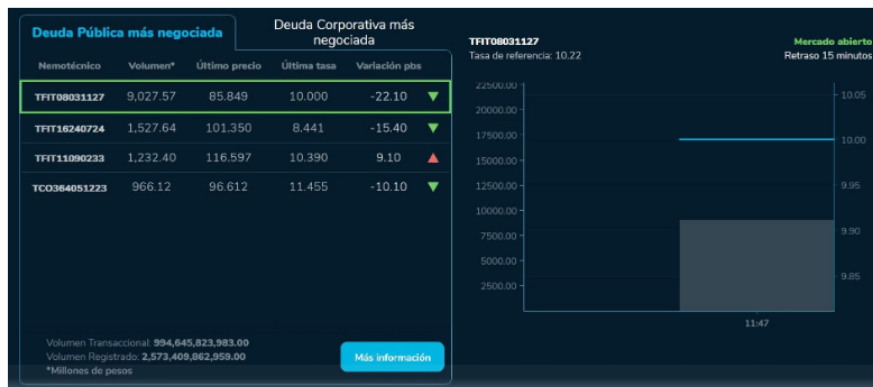 Deuda Pública más negociada
Deuda Corporativa más
negociada
Nemotécnico Volumen* Último precio Última tasa Variación pbs
TFIT08031127 9,027.57 85.849 10.000 -22.10
TFIT16240724 1,527.64 101.350 8.441 -15.40
TFIT11090233 1,232.40 116.597 10.390 9.10
TCO364051223 966.12 96.612 11.455 -10.10
Volumen Transaccional: 994,645,823,983.00
Volumen Registrado: 2,573,409,862,959.00
*Millones de pesos
Más información
TFIT08031127
Mercado abierto
Tasa de referencia: 10.22
Retraso 15 minutos
22500.00
10.05
20000.00
17500.00
10.00
15000.00
12500.00
9.95
10000.00
9.90
7500.00
5000.00
9.85
2500.00
11:47